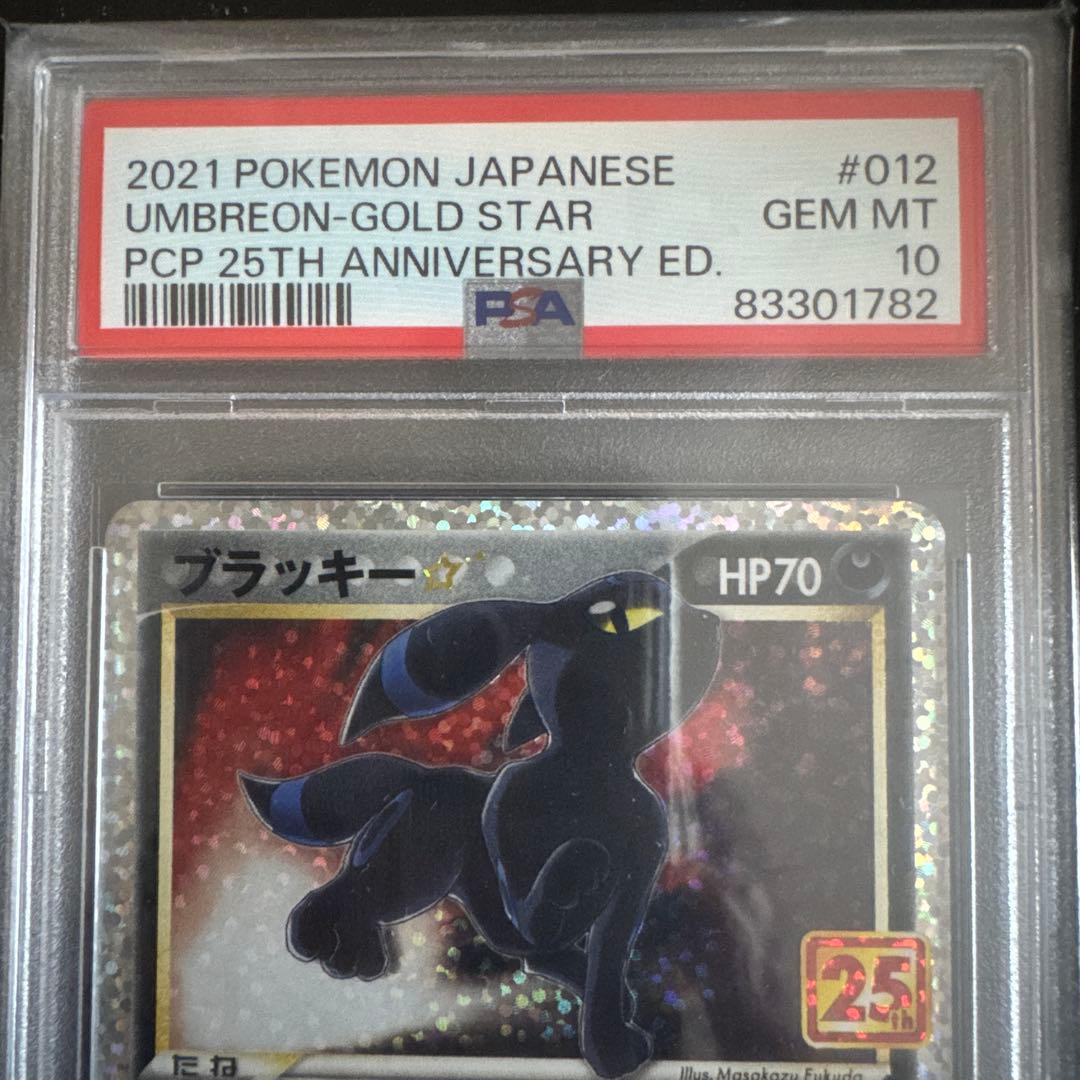 2021 POKEMON JAPANESE #012
UMBREON-GOLD STAR GEM MT
PCP 25TH ANNIVERSARY ED. 10
PSA 83301782
ブラッキー☆ HP70
25th
たね Illus. Masakazu Fukuda